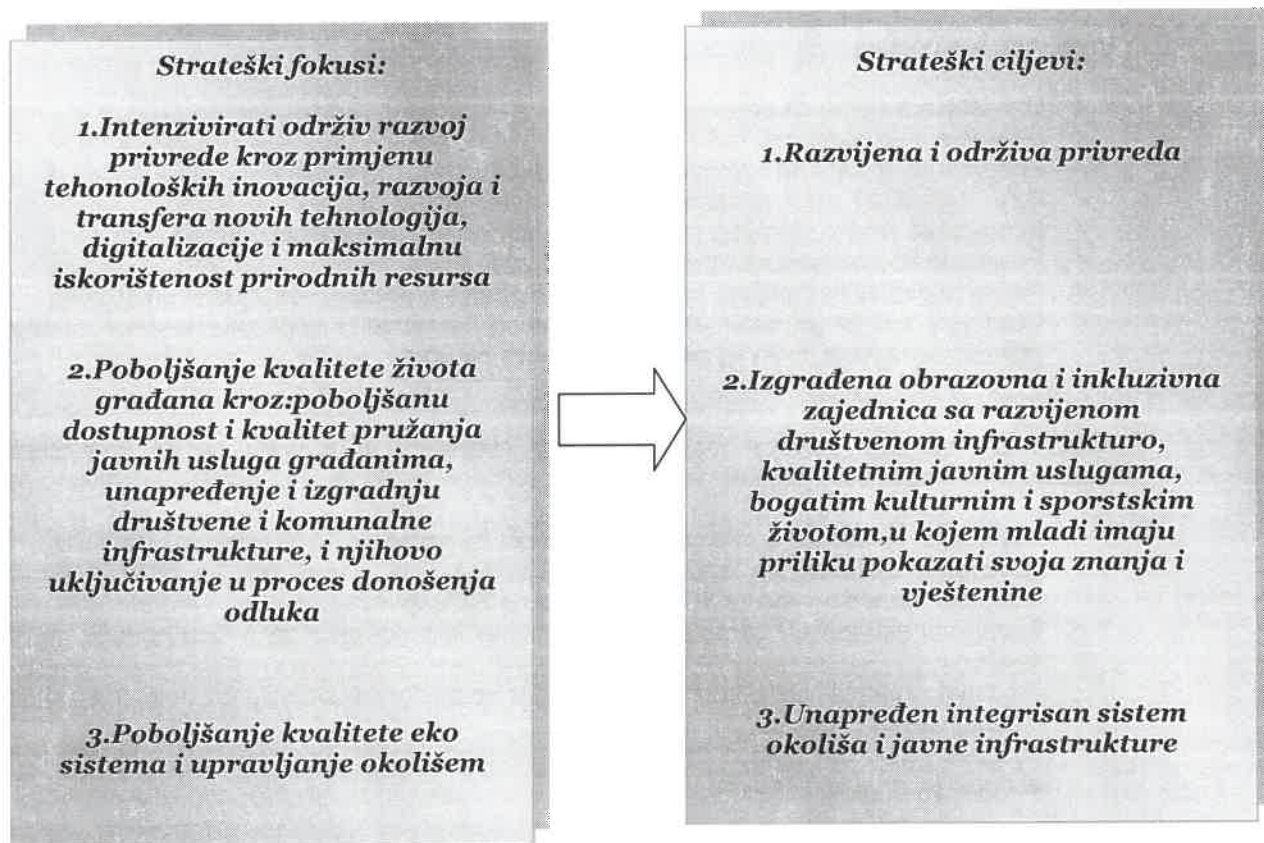 Strateški fokusi:
1.Intenzivirati održiv razvoj
privrede kroz primjenu
tehonoloških inovacija, razvoja i
transfera novih tehnologija,
digitalizacije i maksimalnu
iskorištenost prirodnih resursa
2.Poboljšanje kvalitete života
građana kroz:poboljšanu
dostupnost i kvalitet pružanja
javnih usluga građanima,
unapređenje i izgradnju
društvene i komunalne
infrastrukture, i njihovo
uključivanje u proces donošenja
odluka
3.Poboljšanje kvalitete eko
sistema i upravljanje okolišem
Strateški ciljevi:
1.Razvijena i održiva privreda
2.Izgrađena obrazovna i inkluzivna
zajednica sa razvijenom
društvenom infrastrukturo,
kvalitetnim javnim uslugama,
bogatim kulturnim i sporstskim
životom,u kojem mladi imaju
priliku pokazati svoja znanja i
vještenine
3.Unapređen integrisan sistem
okoliša i javne infrastrukture